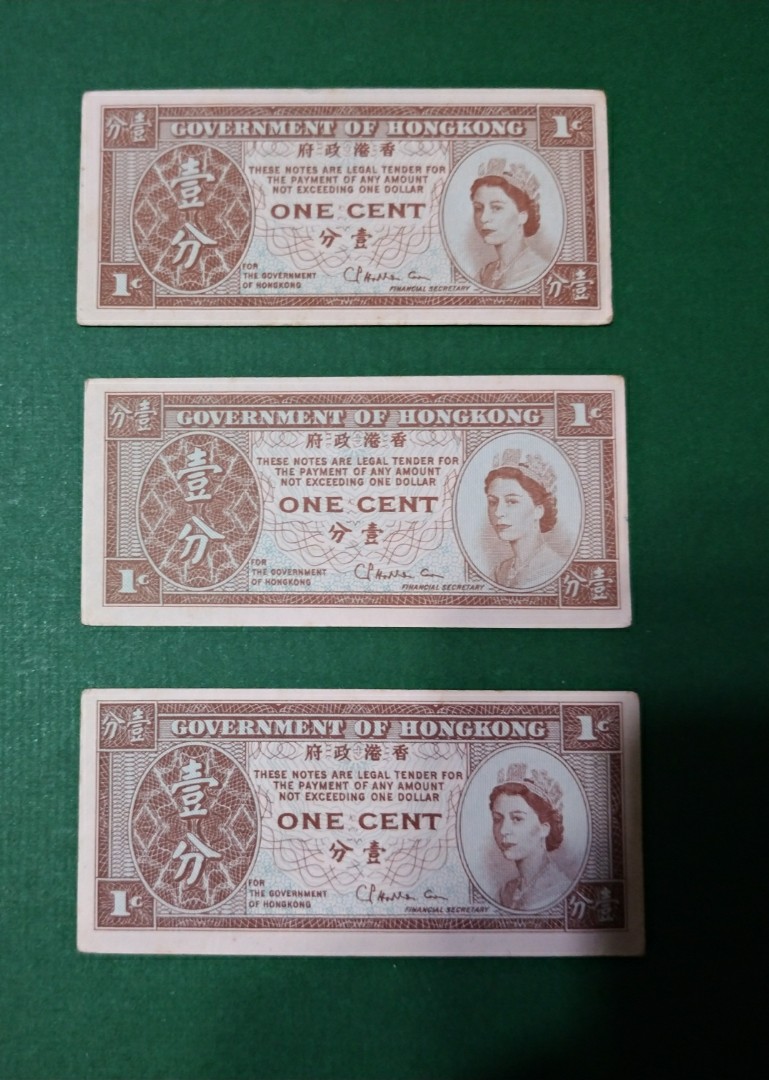 分壹 GOVERNMENT OF HONGKONG 1c
府政港香
THESE NOTES ARE LEGAL TENDER FOR
THE PAYMENT OF ANY AMOUNT
NOT EXCEEDING ONE DOLLAR
壹分
ONE CENT
分壹
FOR
THE GOVERNMENT
OF HONGKONG
FINANCIAL SECRETARY
1c 分壹
分壹 GOVERNMENT OF HONGKONG 1c
府政港香
THESE NOTES ARE LEGAL TENDER FOR
THE PAYMENT OF ANY AMOUNT
NOT EXCEEDING ONE DOLLAR
壹分
ONE CENT
分壹
FOR
THE GOVERNMENT
OF HONGKONG
FINANCIAL SECRETARY
1c 分壹
分壹 GOVERNMENT OF HONGKONG 1c
府政港香
THESE NOTES ARE LEGAL TENDER FOR
THE PAYMENT OF ANY AMOUNT
NOT EXCEEDING ONE DOLLAR
壹分
ONE CENT
分壹
FOR
THE GOVERNMENT
OF HONGKONG
FINANCIAL SECRETARY
1c 分壹